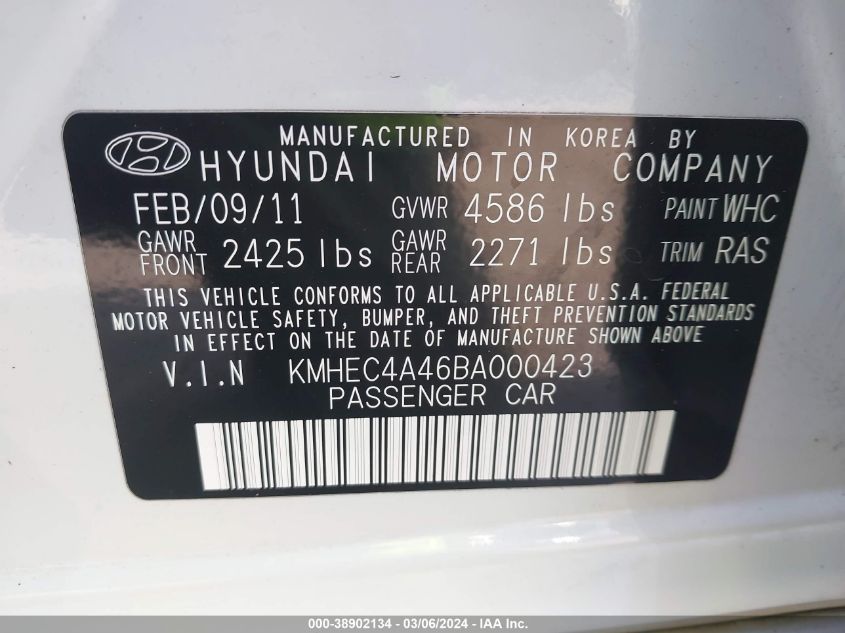 MANUFACTURED IN KOREA BY
HYUNDAI MOTOR COMPANY
FEB/09/11 GVWR 4586 lbs PAINT WHC
GAWR FRONT 2425 lbs GAWR REAR 2271 lbs TRIM RAS
THIS VEHICLE CONFORMS TO ALL APPLICABLE U.S.A. FEDERAL
MOTOR VEHICLE SAFETY, BUMPER, AND THEFT PREVENTION STANDARDS
IN EFFECT ON THE DATE OF MANUFACTURE SHOWN ABOVE
V.I.N KMHEC4A46BA000423
PASSENGER CAR
000-38902134 - 03/06/2024 - IAA Inc.